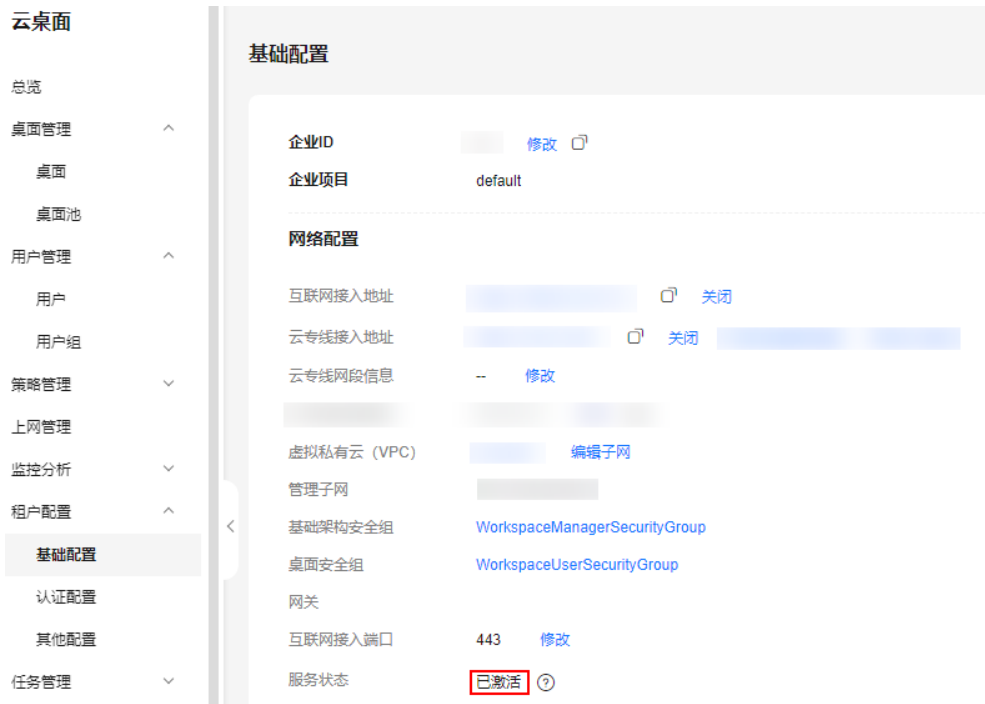 云桌面
总览
桌面管理
桌面
桌面池
用户管理
用户
用户组
策略管理
上网管理
监控分析
租户配置
基础配置
认证配置
其他配置
任务管理
基础配置
企业ID 修改
企业项目 default
网络配置
互联网接入地址 关闭
云专线接入地址 关闭
云专线网段信息 -- 修改
虚拟私有云（VPC） 编辑子网
管理子网
基础架构安全组 WorkspaceManagerSecurityGroup
桌面安全组 WorkspaceUserSecurityGroup
网关
互联网接入端口 443 修改
服务状态 已激活 ?